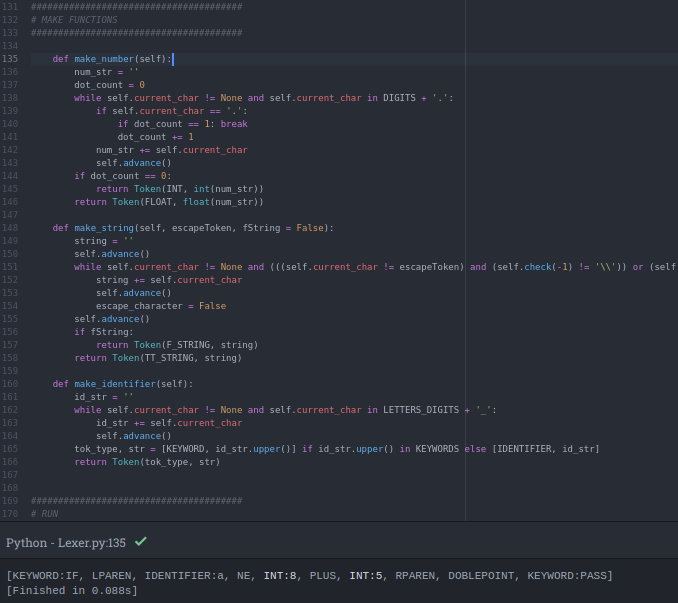 131 #######################################
132 # MAKE FUNCTIONS
133 #######################################
134
135     def make_number(self):
136         num_str = ''
137         dot_count = 0
138         while self.current_char != None and self.current_char in DIGITS + '.':
139             if self.current_char == '.':
140                 if dot_count == 1: break
141                 dot_count += 1
142             num_str += self.current_char
143             self.advance()
144         if dot_count == 0:
145             return Token(INT, int(num_str))
146         return Token(FLOAT, float(num_str))
147
148     def make_string(self, escapeToken, fString = False):
149         string = ''
150         self.advance()
151         while self.current_char != None and (((self.current_char != escapeToken) and (self.check(-1) != '\\')) or (self
152             string += self.current_char
153             self.advance()
154             escape_character = False
155         self.advance()
156         if fString:
157             return Token(F_STRING, string)
158         return Token(TT_STRING, string)
159
160     def make_identifier(self):
161         id_str = ''
162         while self.current_char != None and self.current_char in LETTERS_DIGITS + '_':
163             id_str += self.current_char
164             self.advance()
165         tok_type, str = [KEYWORD, id_str.upper()] if id_str.upper() in KEYWORDS else [IDENTIFIER, id_str]
166         return Token(tok_type, str)
167
168
169 #######################################
170 # RUN
Python - Lexer.py:135 ✓
[KEYWORD:IF, LPAREN, IDENTIFIER:a, NE, INT:8, PLUS, INT:5, RPAREN, DOBLEPOINT, KEYWORD:PASS]
[Finished in 0.088s]